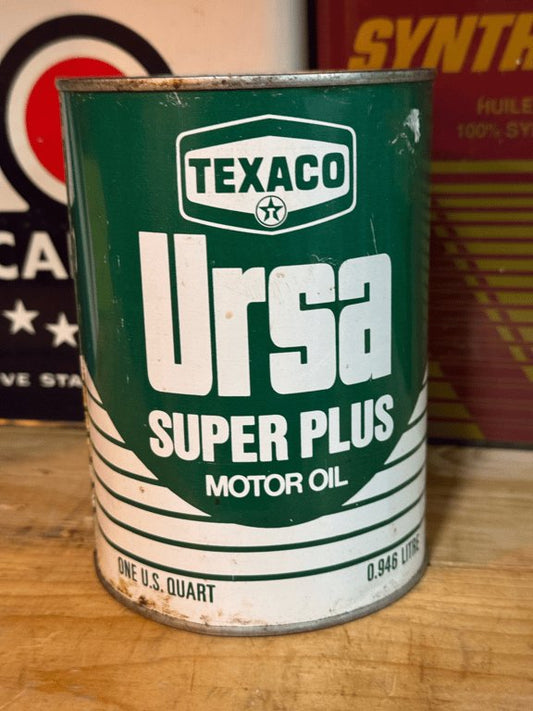 SYNTH
HUILE
100% SY
CA
VE STA
TEXACO
T
Ursa
SUPER PLUS
MOTOR OIL
ONE U.S. QUART
0.946 LITRE